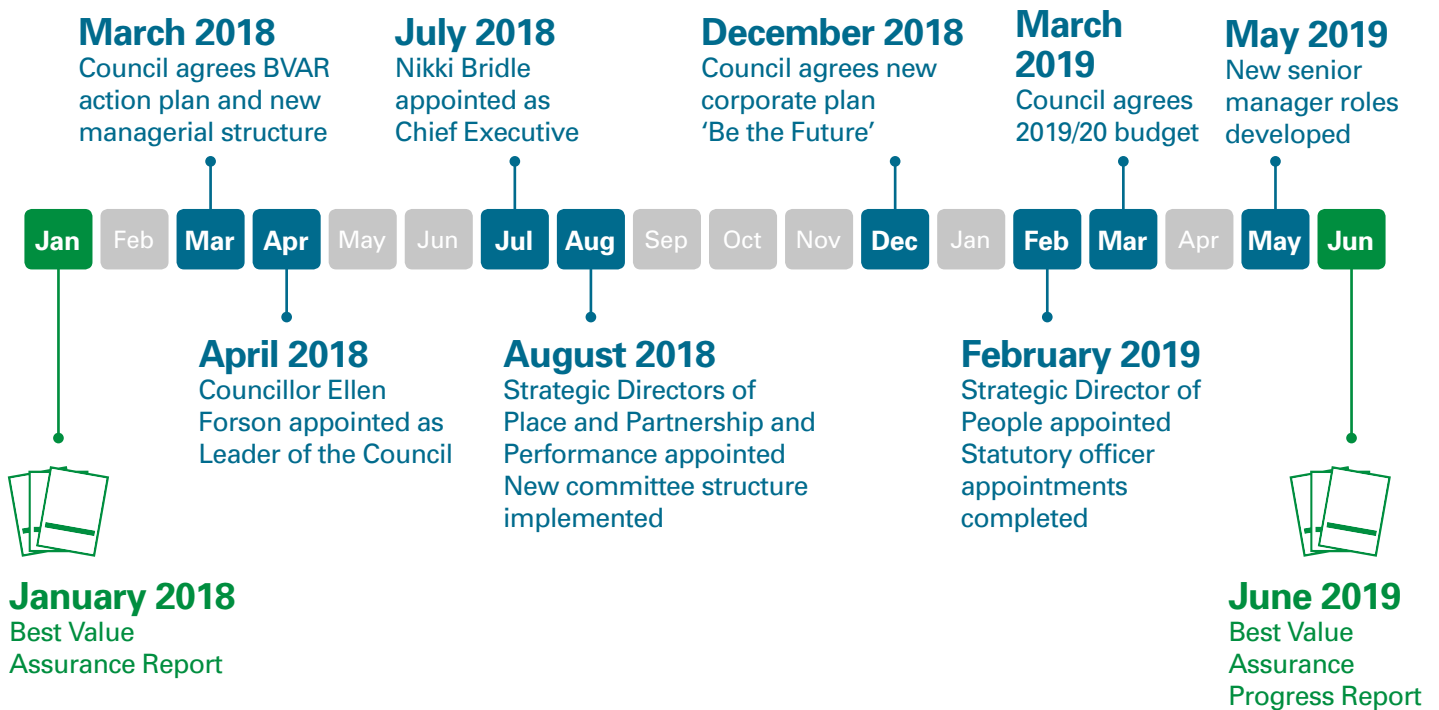 March 2018
Council agrees BVAR
action plan and new
managerial structure
July 2018
Nikki Bridle
appointed as
Chief Executive
December 2018
Council agrees new
corporate plan
‘Be the Future’
March
2019
Council agrees
2019/20 budget
May 2019
New senior
manager roles
developed
Jan Feb Mar Apr May Jun Jul Aug Sep Oct Nov Dec Jan Feb Mar Apr May Jun
April 2018
Councillor Ellen
Forson appointed as
Leader of the Council
August 2018
Strategic Directors of
Place and Partnership and
Performance appointed
New committee structure
implemented
February 2019
Strategic Director of
People appointed
Statutory officer
appointments
completed
January 2018
Best Value
Assurance Report
June 2019
Best Value
Assurance
Progress Report